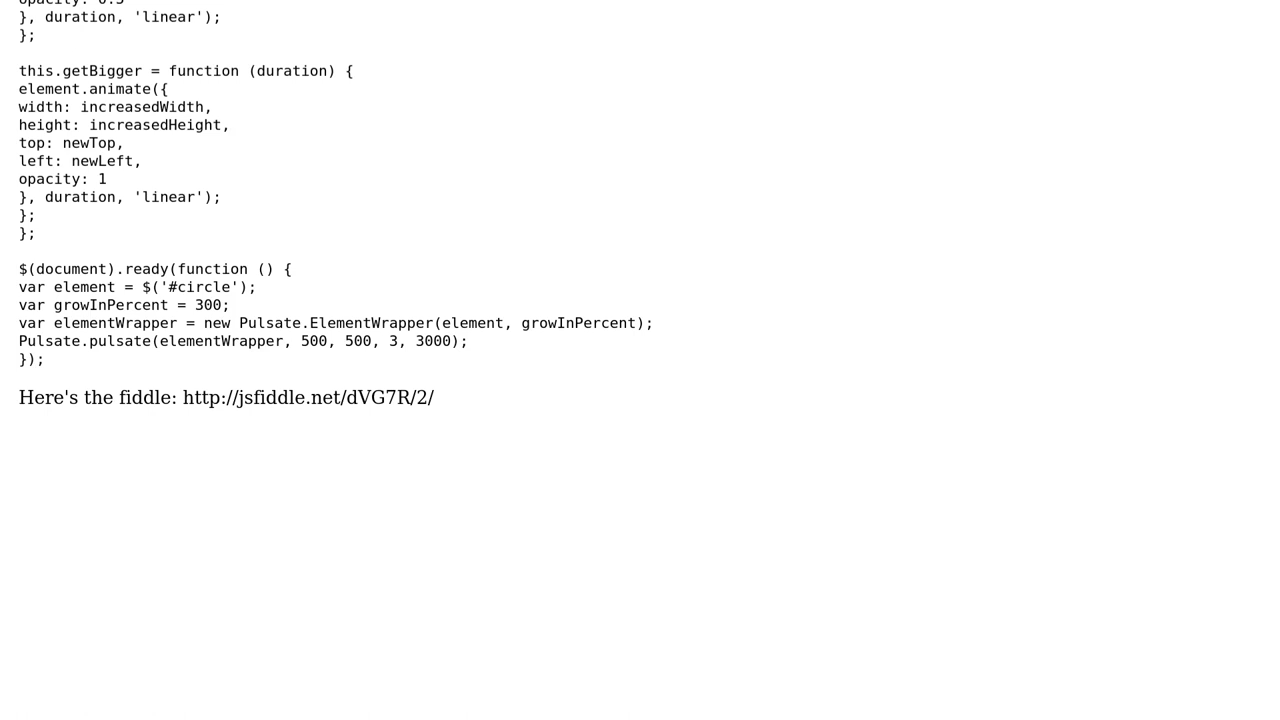 }, duration, 'linear');
};

this.getBigger = function (duration) {
element.animate({
width: increasedWidth,
height: increasedHeight,
top: newTop,
left: newLeft,
opacity: 1
}, duration, 'linear');
};
};

$(document).ready(function () {
var element = $('#circle');
var growInPercent = 300;
var elementWrapper = new Pulsate.ElementWrapper(element, growInPercent);
Pulsate.pulsate(elementWrapper, 500, 500, 3, 3000);
});

Here's the fiddle: http://jsfiddle.net/dVG7R/2/